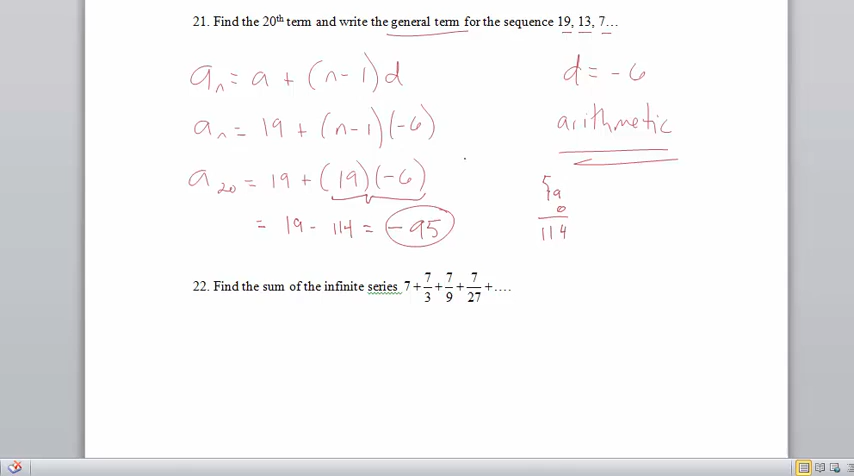 21. Find the 20th term and write the general term for the sequence 19, 13, 7…
aₙ = a + (n-1)d
d = -6
aₙ = 19 + (n-1)(-6)
arithmetic
a₂₀ = 19 + (19)(-6)
= 19 - 114 = -95
5
19
6
114
22. Find the sum of the infinite series 7 + 7/3 + 7/9 + 7/27 + ….